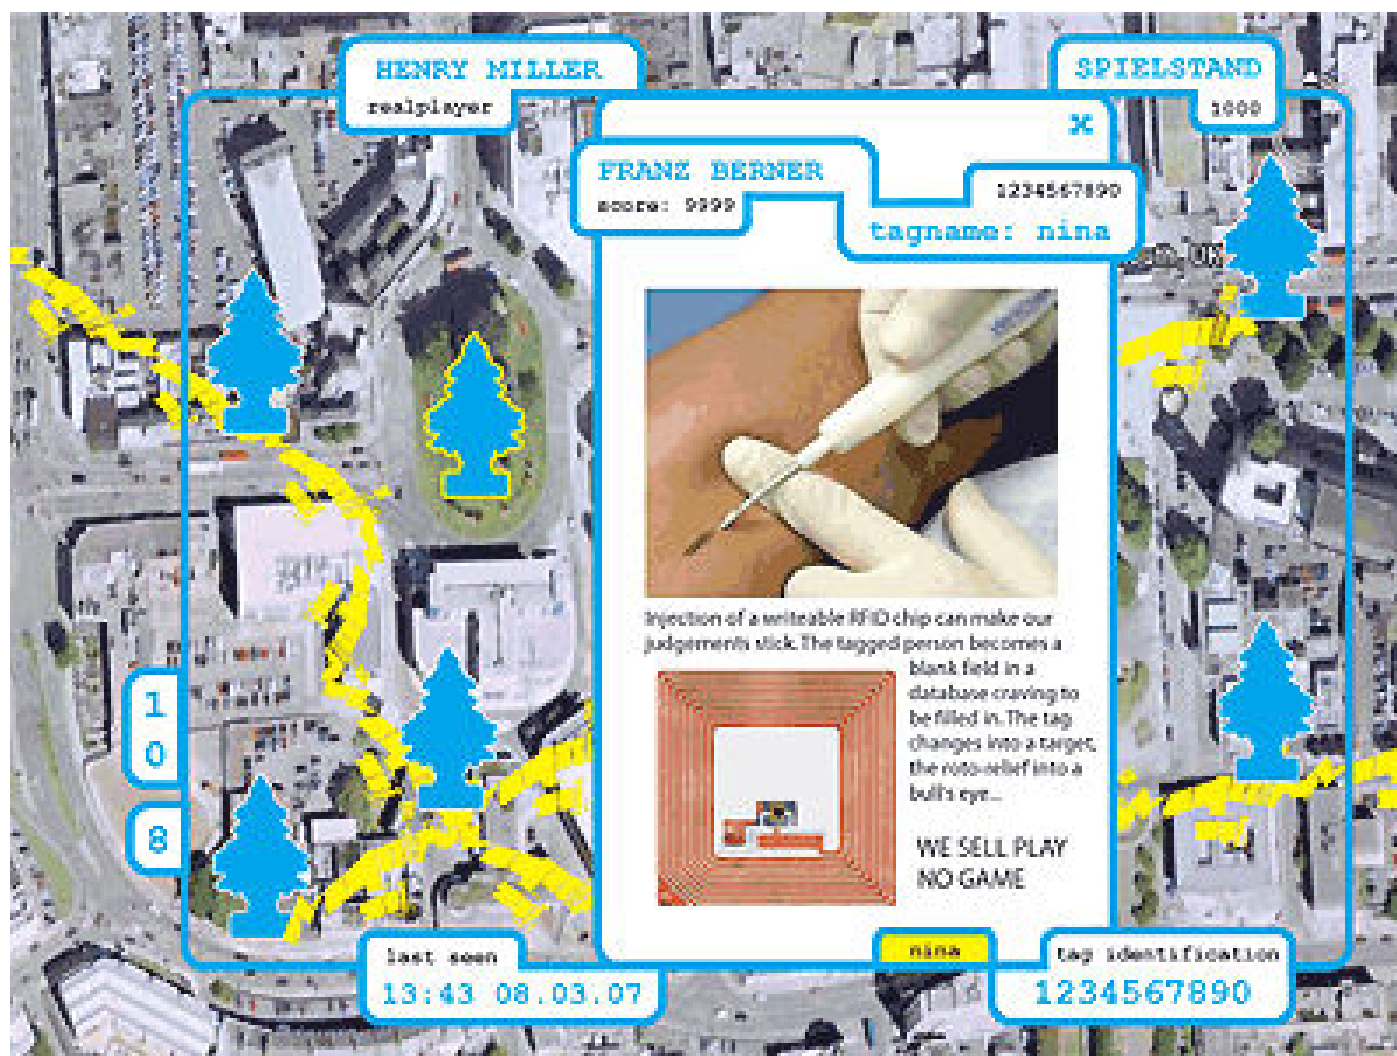 HENRY MILLER
realplayer
SPIELSTAND
1000
x
FRANZ BERNER
score: 9999
1234567890
tagname: nina
Injection of a writeable RFID chip can make our
judgements stick. The tagged person becomes a
blank field in a
database craving to
be filled in. The tag
changes into a target,
the roto-relief into a
bull's eye...
WE SELL PLAY
NO GAME
1
0
8
last seen
13:43 08.03.07
nina
tag identification
1234567890